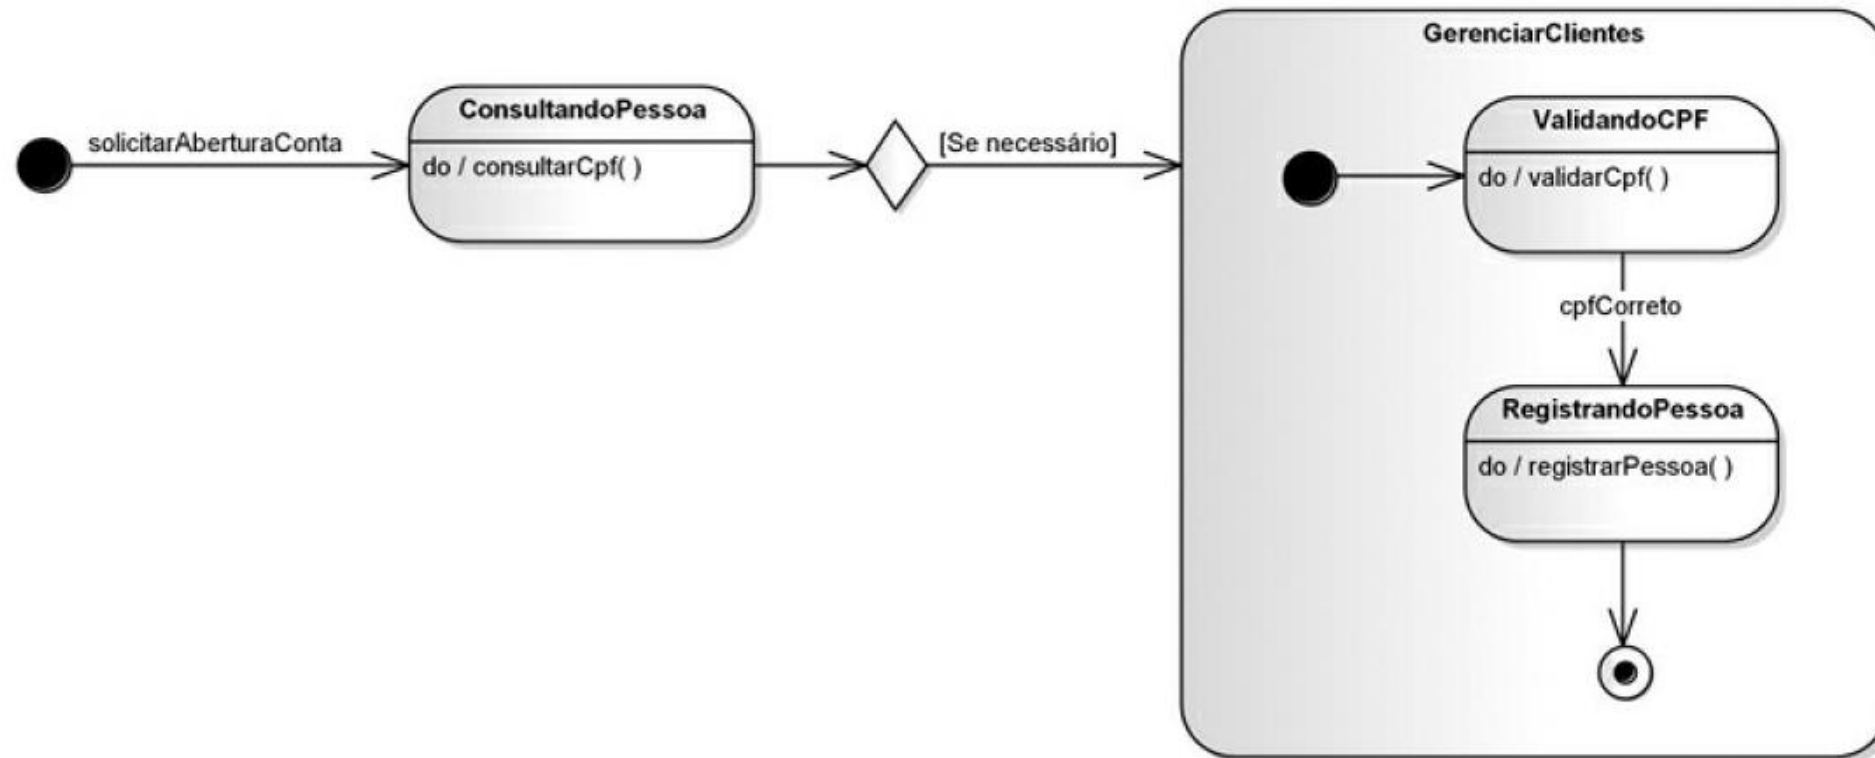 GerenciarClientes
ConsultandoPessoa
do / consultarCpf( )
solicitarAberturaConta
[Se necessário]
ValidandoCPF
do / validarCpf( )
cpfCorreto
RegistrandoPessoa
do / registrarPessoa( )